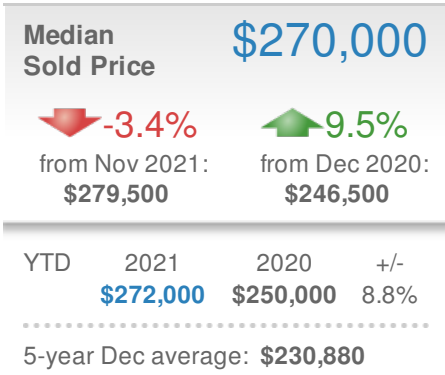 Median
Sold Price
$270,000
-3.4%
9.5%
from Nov 2021:
from Dec 2020:
$279,500
$246,500
YTD 2021 2020 +/-
$272,000 $250,000 8.8%
5-year Dec average: $230,880